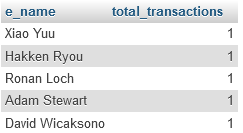 e_name total_transactions
Xiao Yuu 1
Hakken Ryou 1
Ronan Loch 1
Adam Stewart 1
David Wicaksono 1